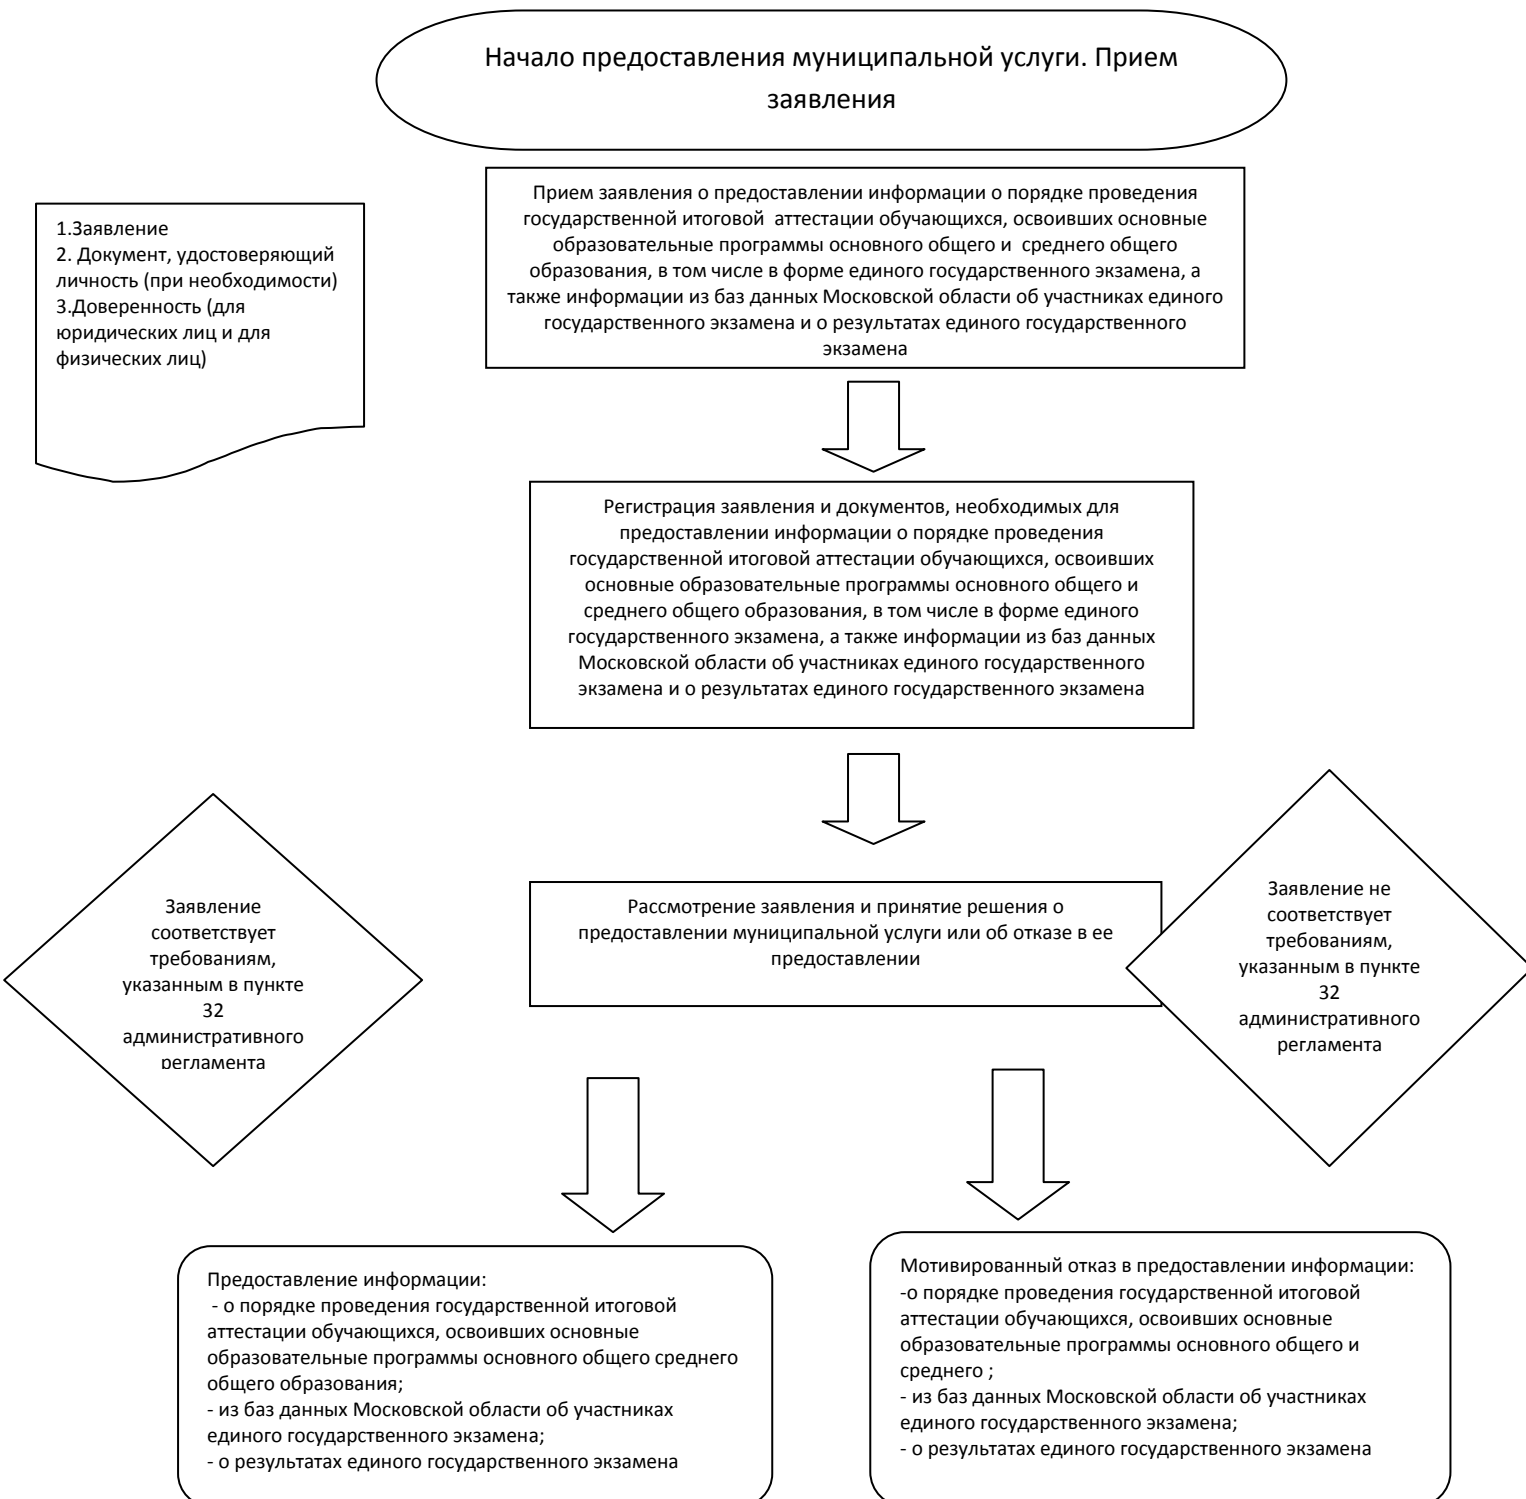 Начало предоставления муниципальной услуги. Прием
заявления
Прием заявления о предоставлении информации о порядке проведения
государственной итоговой аттестации обучающихся, освоивших основные
образовательные программы основного общего и среднего общего
образования, в том числе в форме единого государственного экзамена, а
также информации из баз данных Московской области об участниках единого
государственного экзамена и о результатах единого государственного
экзамена
1.Заявление
2. Документ, удостоверяющий
личность (при необходимости)
3.Доверенность (для
юридических лиц и для
физических лиц)
Регистрация заявления и документов, необходимых для
предоставлении информации о порядке проведения
государственной итоговой аттестации обучающихся, освоивших
основные образовательные программы основного общего и
среднего общего образования, в том числе в форме единого
государственного экзамена, а также информации из баз данных
Московской области об участниках единого государственного
экзамена и о результатах единого государственного экзамена
Заявление
соответствует
требованиям,
указанным в пункте
32
административного
регламента
Рассмотрение заявления и принятие решения о
предоставлении муниципальной услуги или об отказе в ее
предоставлении
Заявление не
соответствует
требованиям,
указанным в пункте
32
административного
регламента
Предоставление информации:
- о порядке проведения государственной итоговой
аттестации обучающихся, освоивших основные
образовательные программы основного общего среднего
общего образования;
- из баз данных Московской области об участниках
единого государственного экзамена;
- о результатах единого государственного экзамена
Мотивированный отказ в предоставлении информации:
-о порядке проведения государственной итоговой
аттестации обучающихся, освоивших основные
образовательные программы основного общего и
среднего ;
- из баз данных Московской области об участниках
единого государственного экзамена;
- о результатах единого государственного экзамена